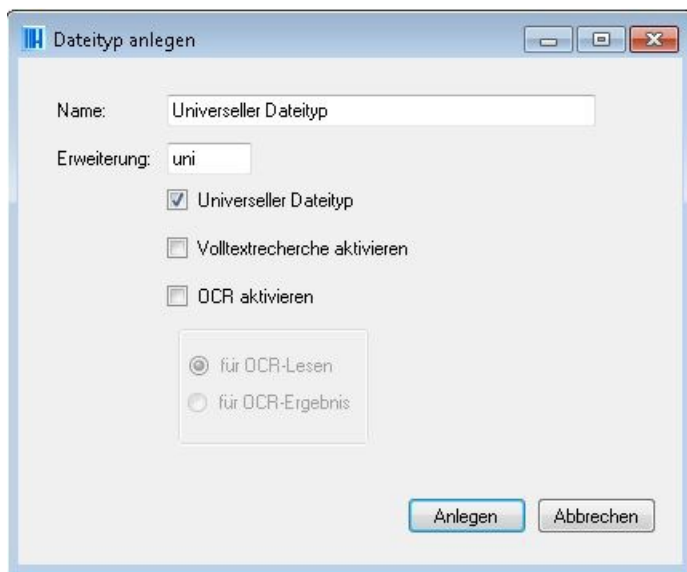 Dateityp anlegen
Name: Universeller Dateityp
Erweiterung: uni
Universeller Dateityp
Volltextrecherche aktivieren
OCR aktivieren
für OCR-Lesen
für OCR-Ergebnis
Anlegen Abbrechen